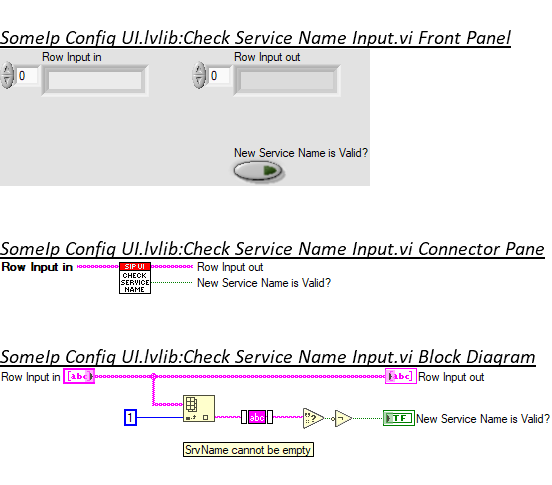 SomeIp Config UI.lvlib:Check Service Name Input.vi Front Panel
Row Input in
Row Input out
0
0
New Service Name is Valid?
SomeIp Config UI.lvlib:Check Service Name Input.vi Connector Pane
Row Input in
SIP UI
CHECK
SERVICE
NAME
Row Input out
New Service Name is Valid?
SomeIp Config UI.lvlib:Check Service Name Input.vi Block Diagram
Row Input in
abc
abc
Row Input out
1
abc
?
TF
New Service Name is Valid?
SrvName cannot be empty